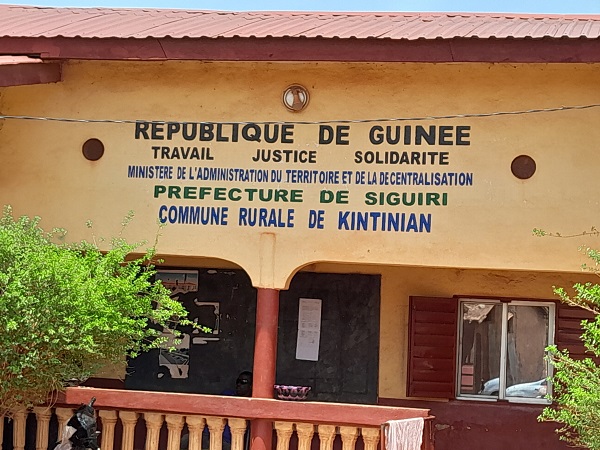 REPUBLIQUE DE GUINEE
TRAVAIL JUSTICE SOLIDARITE
MINISTERE DE L'ADMINISTRATION DU TERRITOIRE ET DE LA DECENTRALISATION
PREFECTURE DE SIGUIRI
COMMUNE RURALE DE KINTINIAN